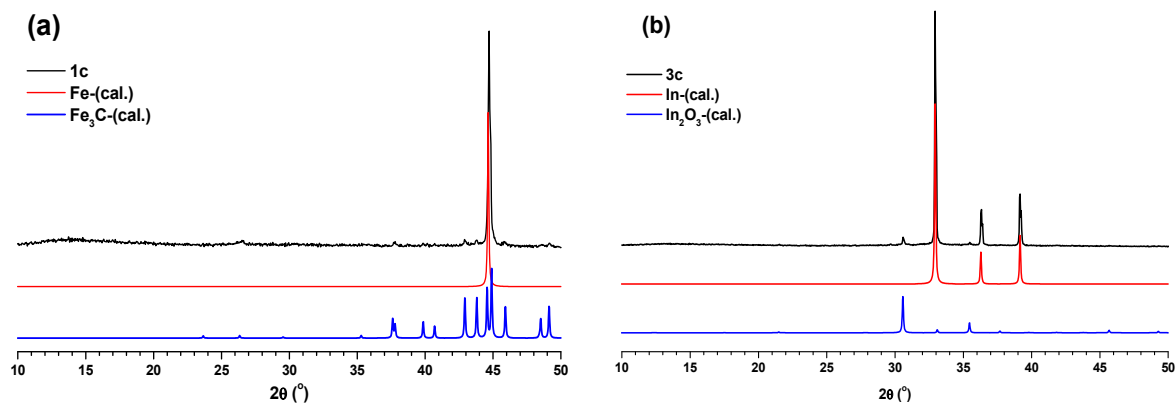 (a)
1c
Fe-(cal.)
Fe₃C-(cal.)
10 15 20 25 30 35 40 45 50
2θ (°)
(b)
3c
In-(cal.)
In₂O₃-(cal.)
10 15 20 25 30 35 40 45 50
2θ (°)